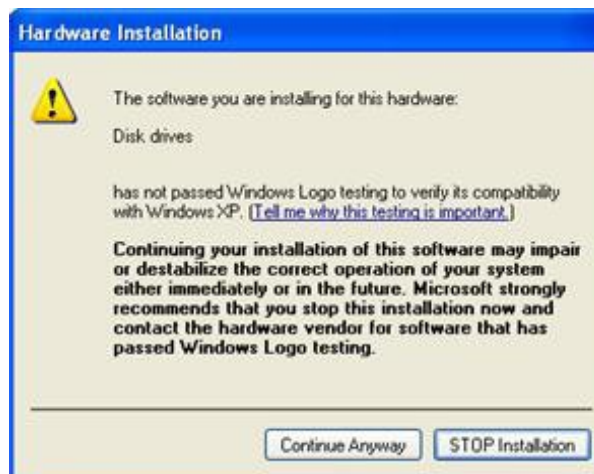 Hardware Installation
The software you are installing for this hardware:
Disk drives
has not passed Windows Logo testing to verify its compatibility
with Windows XP. (Tell me why this testing is important.)
Continuing your installation of this software may impair
or destabilize the correct operation of your system
either immediately or in the future. Microsoft strongly
recommends that you stop this installation now and
contact the hardware vendor for software that has
passed Windows Logo testing.
Continue Anyway
STOP Installation